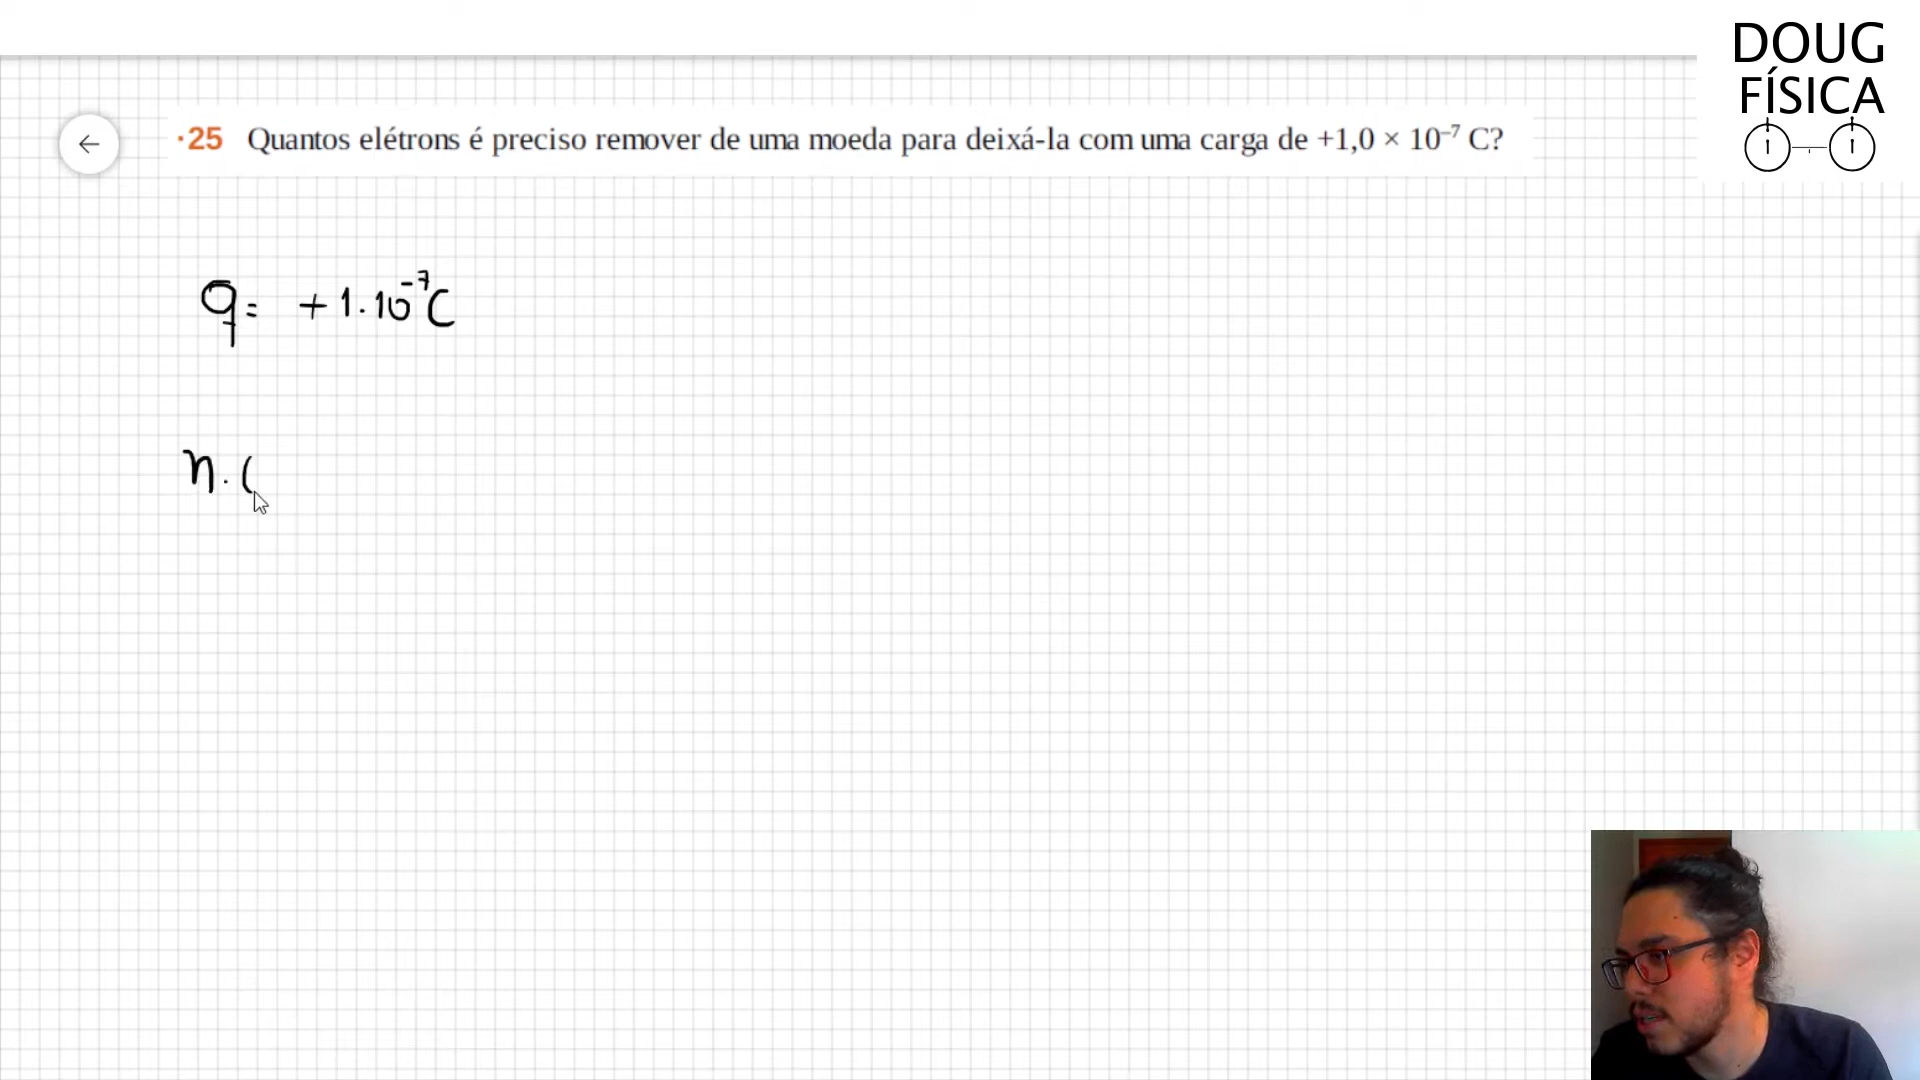 DOUG
FÍSICA
·25 Quantos elétrons é preciso remover de uma moeda para deixá-la com uma carga de +1,0 × 10⁻⁷ C?
q= +1.10⁻⁷C
n.(